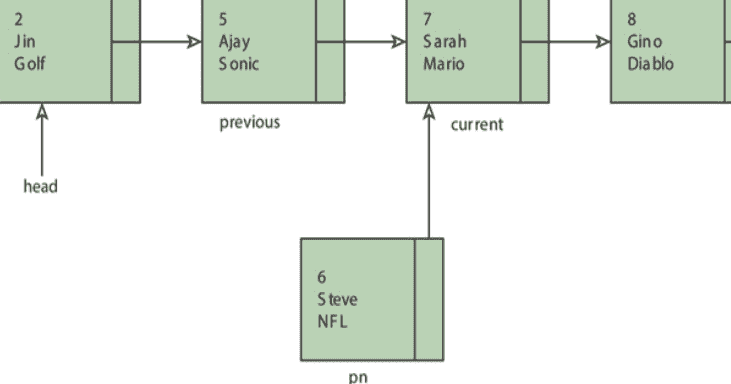 2
Jin
Golf
5
Ajay
Sonic
7
Sarah
Mario
8
Gino
Diablo
previous
current
head
6
Steve
NFL
pn